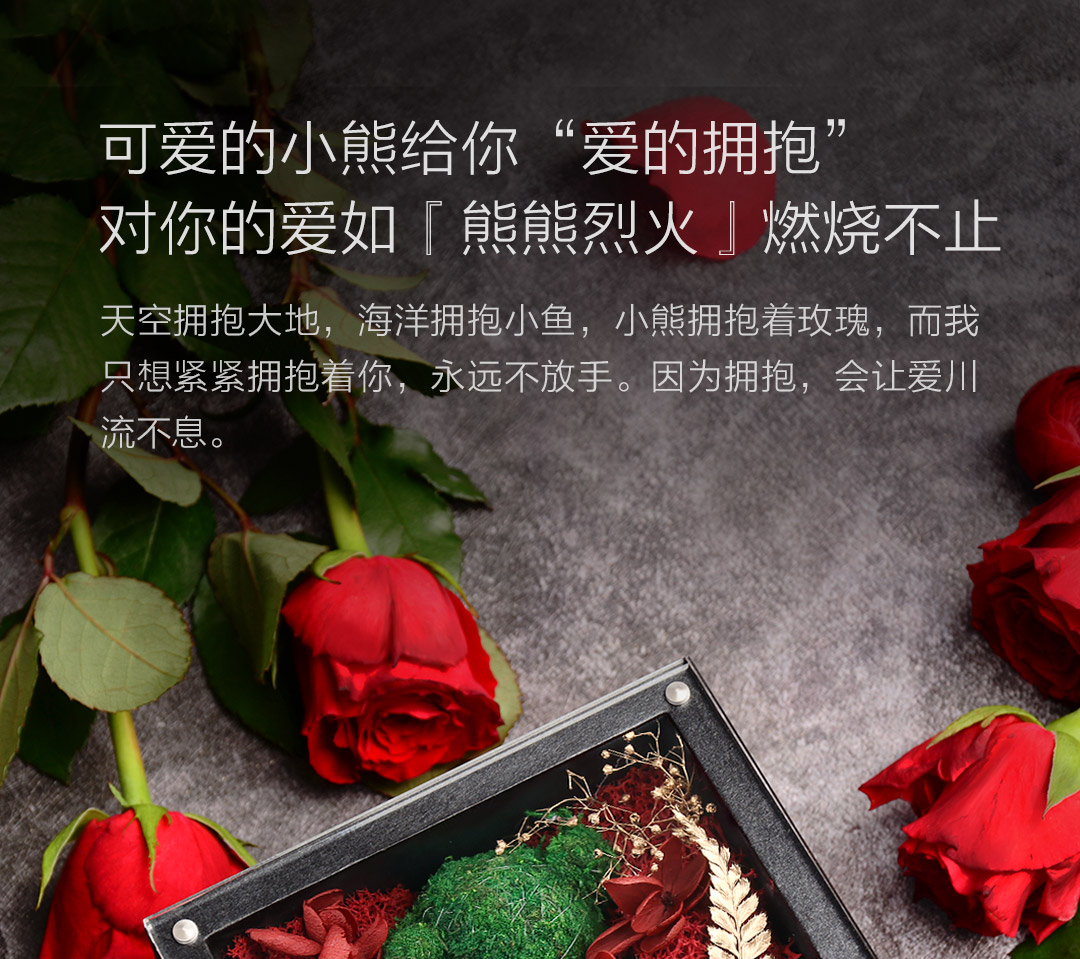 可爱的小熊给你“爱的拥抱”
对你的爱如『熊熊烈火』燃烧不止
天空拥抱大地，海洋拥抱小鱼，小熊拥抱着玫瑰，而我
只想紧紧拥抱着你，永远不放手。因为拥抱，会让爱川
流不息。